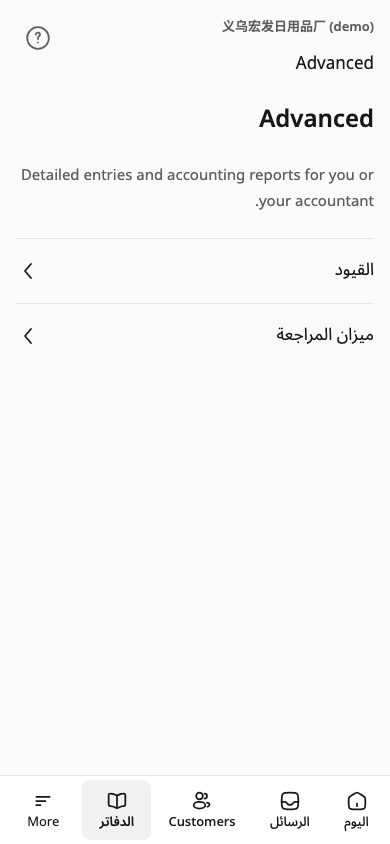 义乌宏发日用品厂 (demo)
Advanced
Advanced
Detailed entries and accounting reports for you or
your accountant.
القيود
ميزان المراجعة
اليوم
الرسائل
Customers
الدفاتر
More